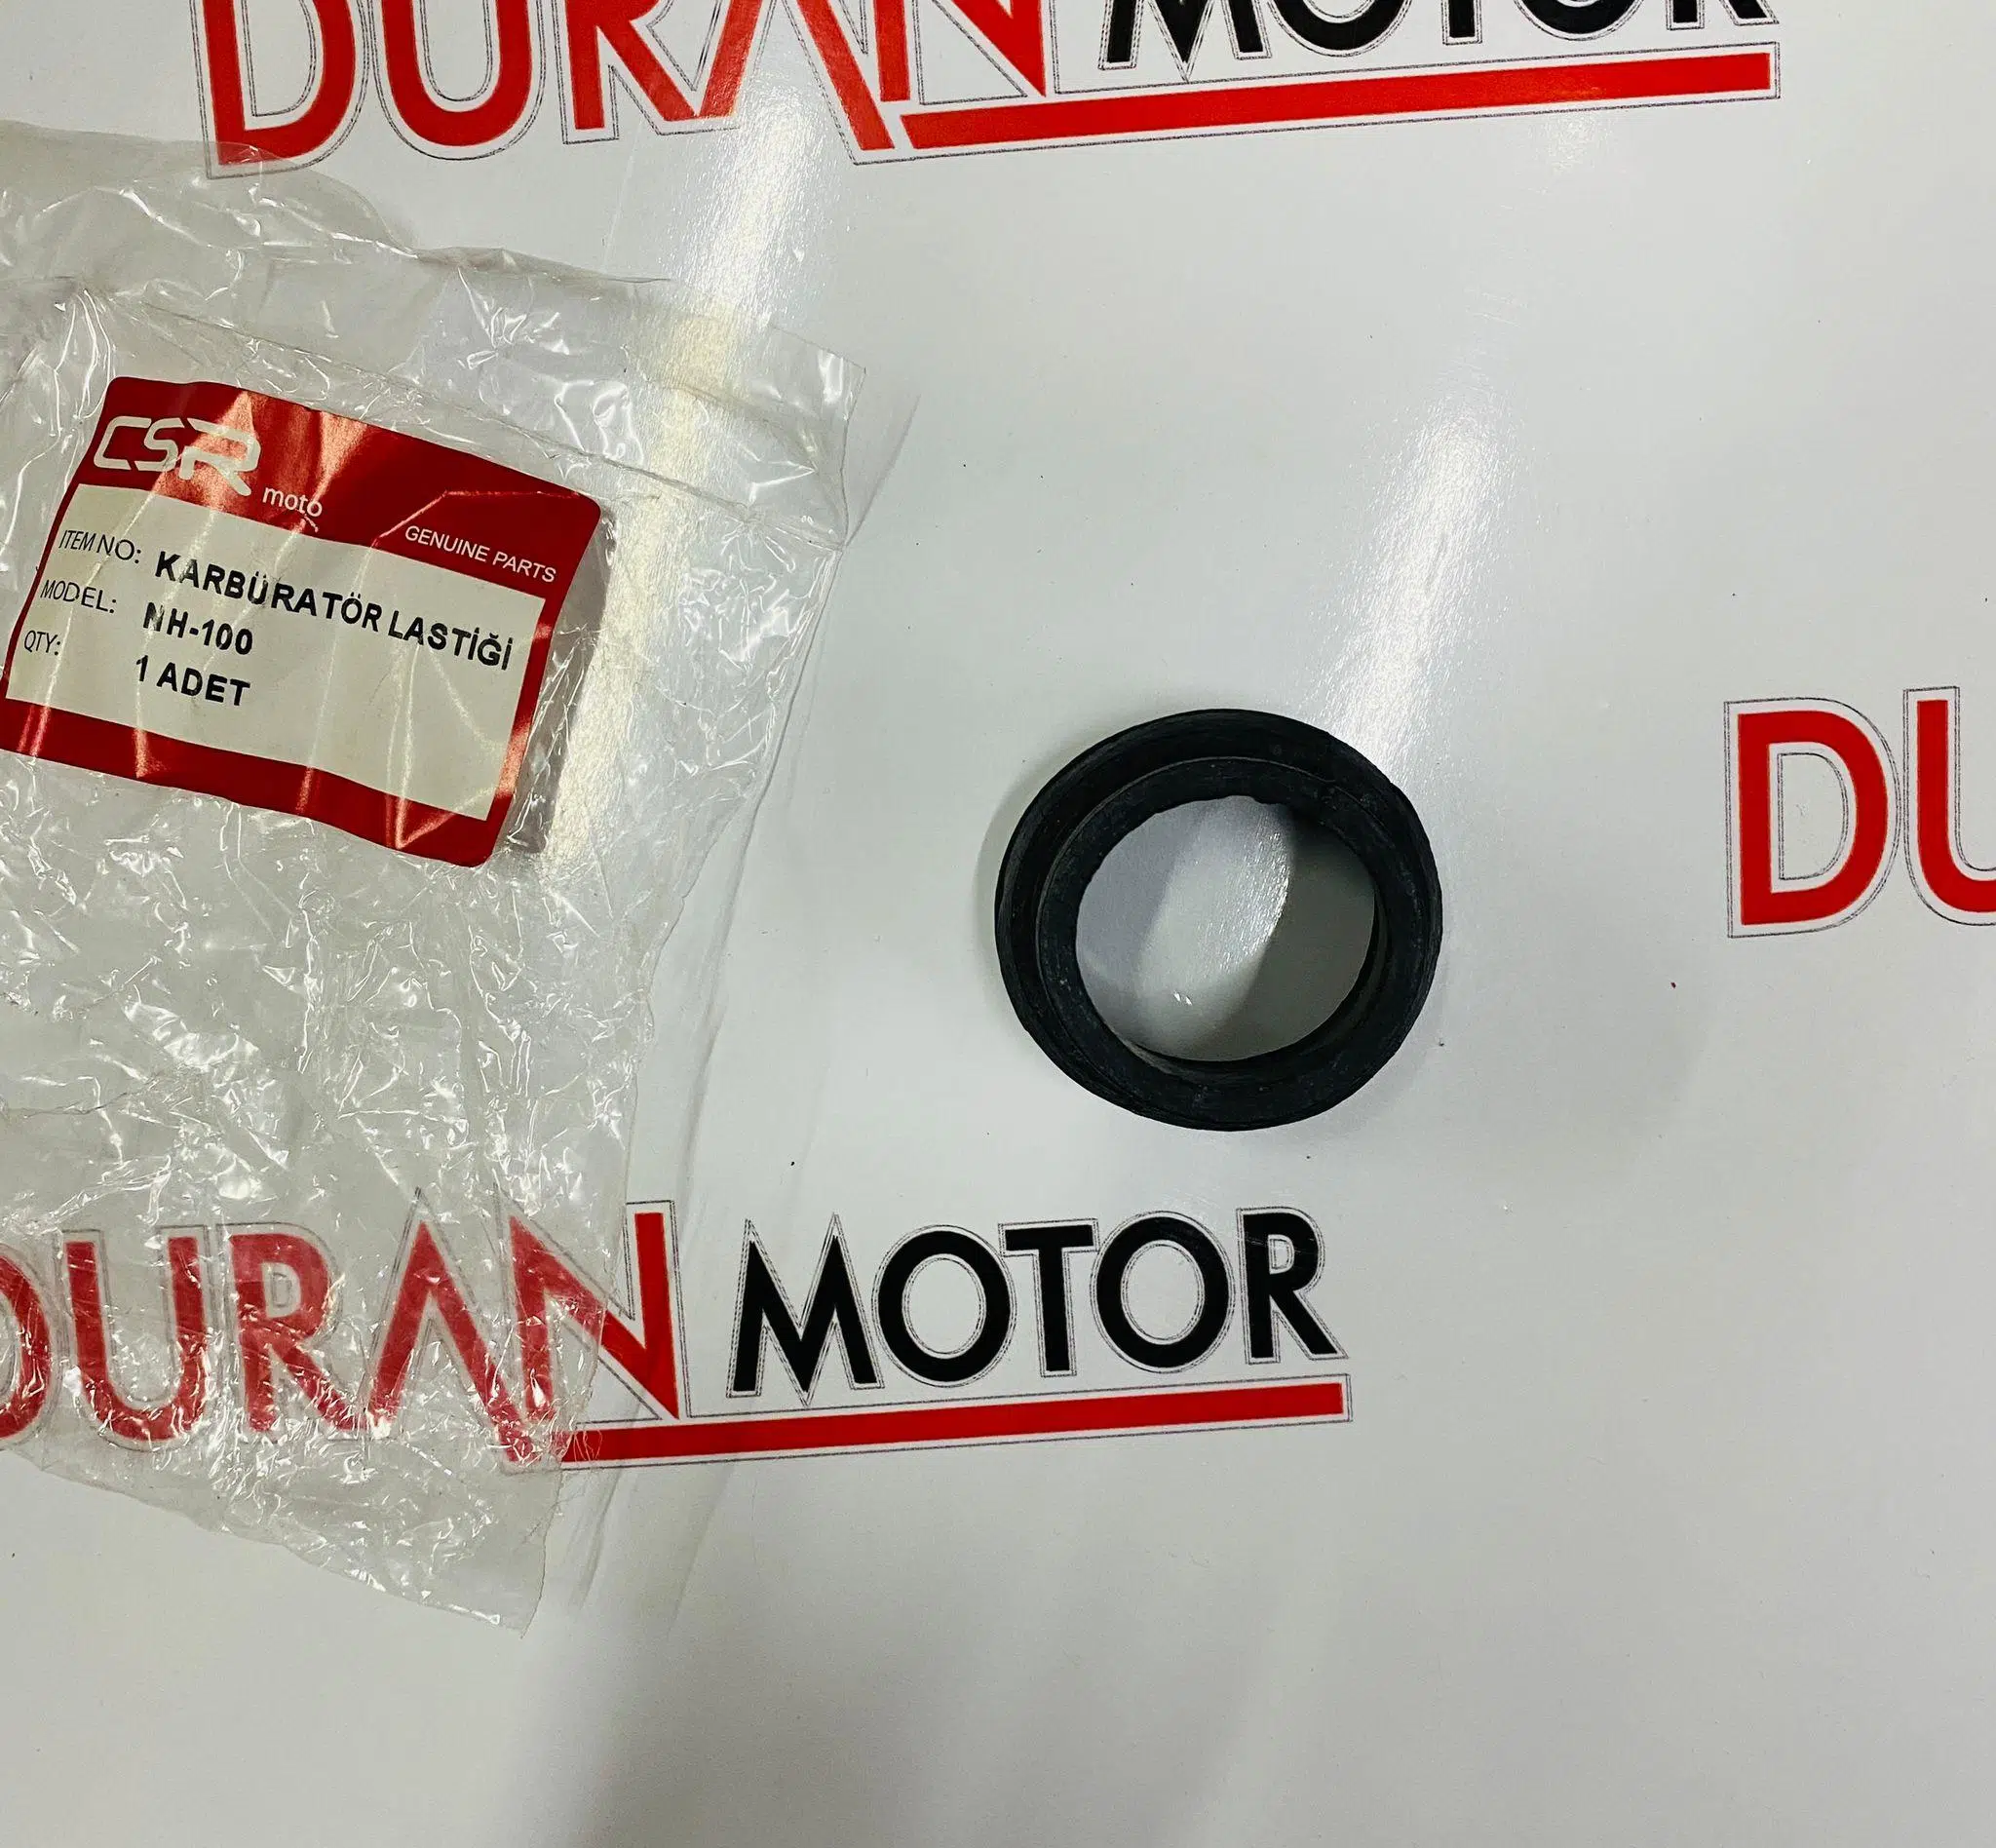 DURAN MOTOR
CSR moto
GENUINE PARTS
ITEM NO: KARBÜRATÖR LASTİĞİ
MODEL: NH-100
QTY: 1 ADET
DU
DURAN MOTOR